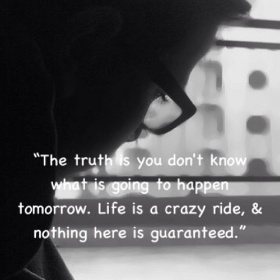 “The truth is you don't know
what is going to happen
tomorrow. Life is a crazy ride, &
nothing here is guaranteed.”